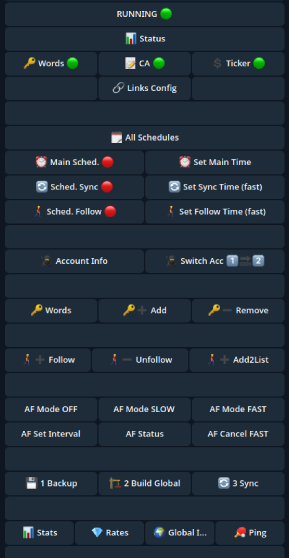 RUNNING 🟢
📊 Status
🔑 Words 🟢 📝 CA 🟢 💲 Ticker 🟢
🔗 Links Config
🗓 All Schedules
⏰ Main Sched. 🔴 ⏰ Set Main Time
🔄 Sched. Sync 🔴 🔄 Set Sync Time (fast)
🚶 Sched. Follow 🔴 🚶 Set Follow Time (fast)
Account Info Switch Acc 1️⃣ ➡ 2️⃣
🔑 Words 🔑➕ Add 🔑➖ Remove
🚶➕ Follow 🚶➖ Unfollow 🚶➕ Add2List
AF Mode OFF AF Mode SLOW AF Mode FAST
AF Set Interval AF Status AF Cancel FAST
💾 1 Backup 🏗 2 Build Global 🔄 3 Sync
📊 Stats 💎 Rates 🌍 Global I... 🏓 Ping